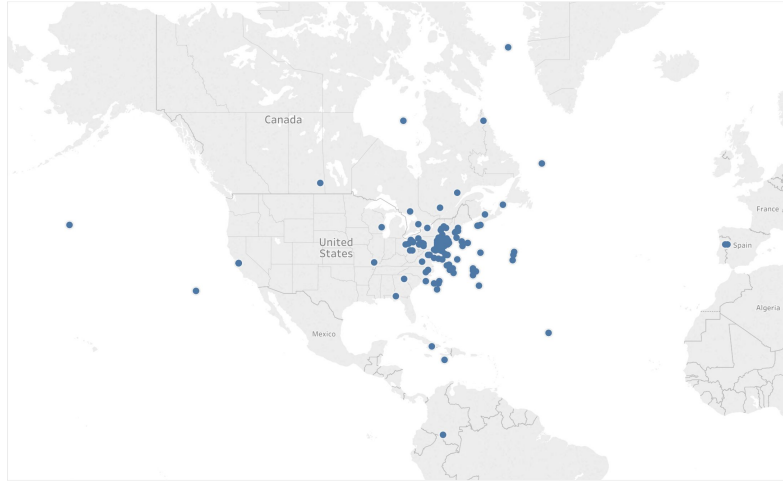 Canada
United
States
Mexico
France
Spain
Algeria